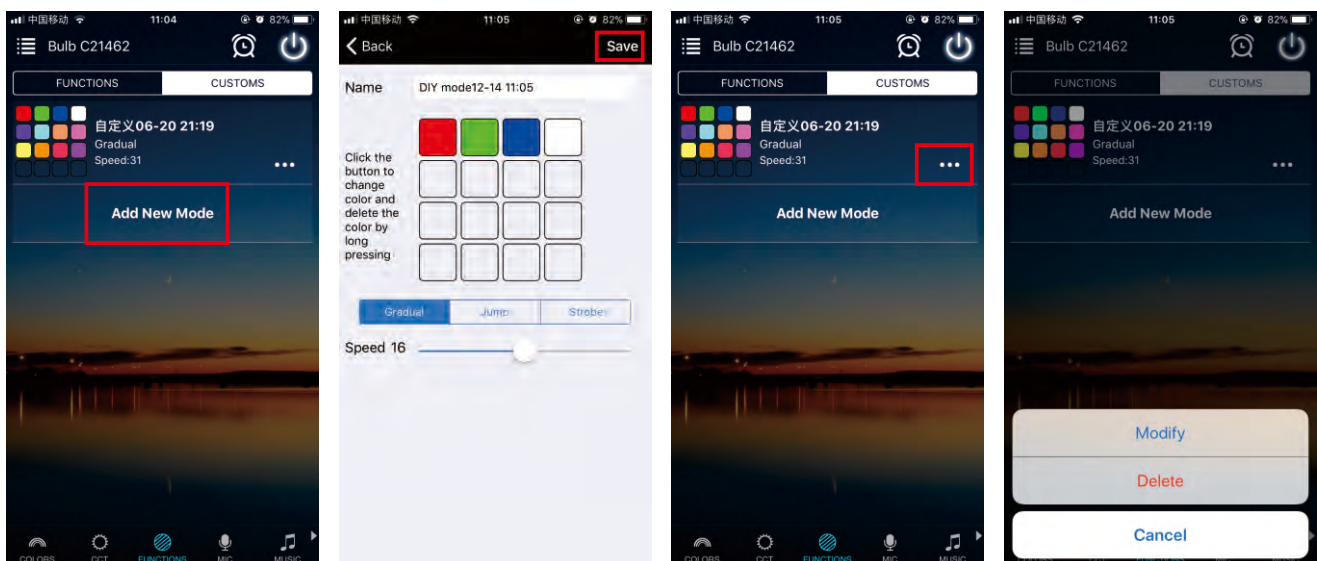 中国移动 11:04 82%
Bulb C21462
FUNCTIONS CUSTOMS
自定义06-20 21:19
Gradual
Speed:31
Add New Mode
COLORS CCT FUNCTIONS MIC MUSIC
中国移动 11:05 82%
Back Save
Name DIY mode12-14 11:05
Click the
button to
change
color and
delete the
color by
long
pressing
Gradual Jump Strobe
Speed 16
中国移动 11:05 82%
Bulb C21462
FUNCTIONS CUSTOMS
自定义06-20 21:19
Gradual
Speed:31
Add New Mode
COLORS CCT FUNCTIONS MIC MUSIC
中国移动 11:05 82%
Bulb C21462
FUNCTIONS CUSTOMS
自定义06-20 21:19
Gradual
Speed:31
Add New Mode
Modify
Delete
Cancel
COLORS CCT FUNCTIONS MIC MUSIC